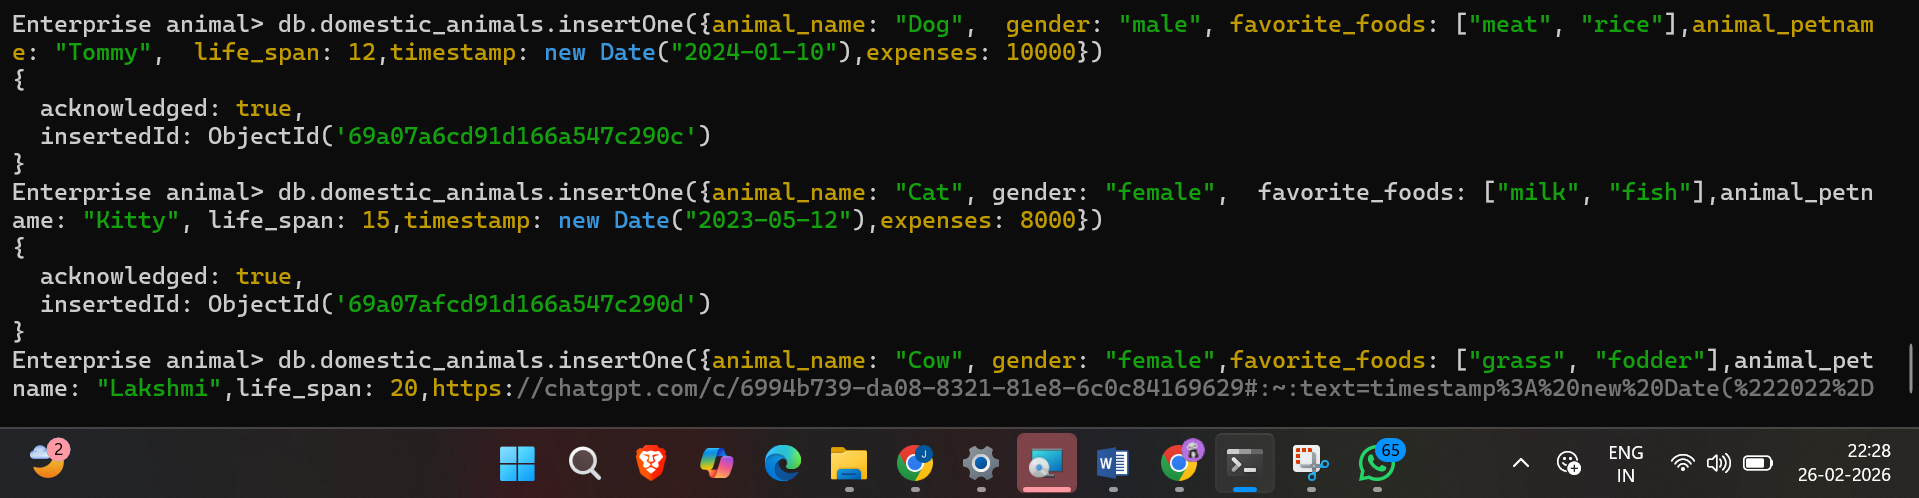 Enterprise animal> db.domestic_animals.insertOne({animal_name: "Dog",  gender: "male", favorite_foods: ["meat", "rice"],animal_petnam
e: "Tommy",  life_span: 12,timestamp: new Date("2024-01-10"),expenses: 10000})
{
  acknowledged: true,
  insertedId: ObjectId('69a07a6cd91d166a547c290c')
}
Enterprise animal> db.domestic_animals.insertOne({animal_name: "Cat", gender: "female",  favorite_foods: ["milk", "fish"],animal_petn
ame: "Kitty", life_span: 15,timestamp: new Date("2023-05-12"),expenses: 8000})
{
  acknowledged: true,
  insertedId: ObjectId('69a07afcd91d166a547c290d')
}
Enterprise animal> db.domestic_animals.insertOne({animal_name: "Cow", gender: "female",favorite_foods: ["grass", "fodder"],animal_pet
name: "Lakshmi",life_span: 20,https://chatgpt.com/c/6994b739-da08-8321-81e8-6c0c84169629#:~:text=timestamp%3A%20new%20Date(%222022%2D
2
J
W
65
ENG
IN
22:28
26-02-2026